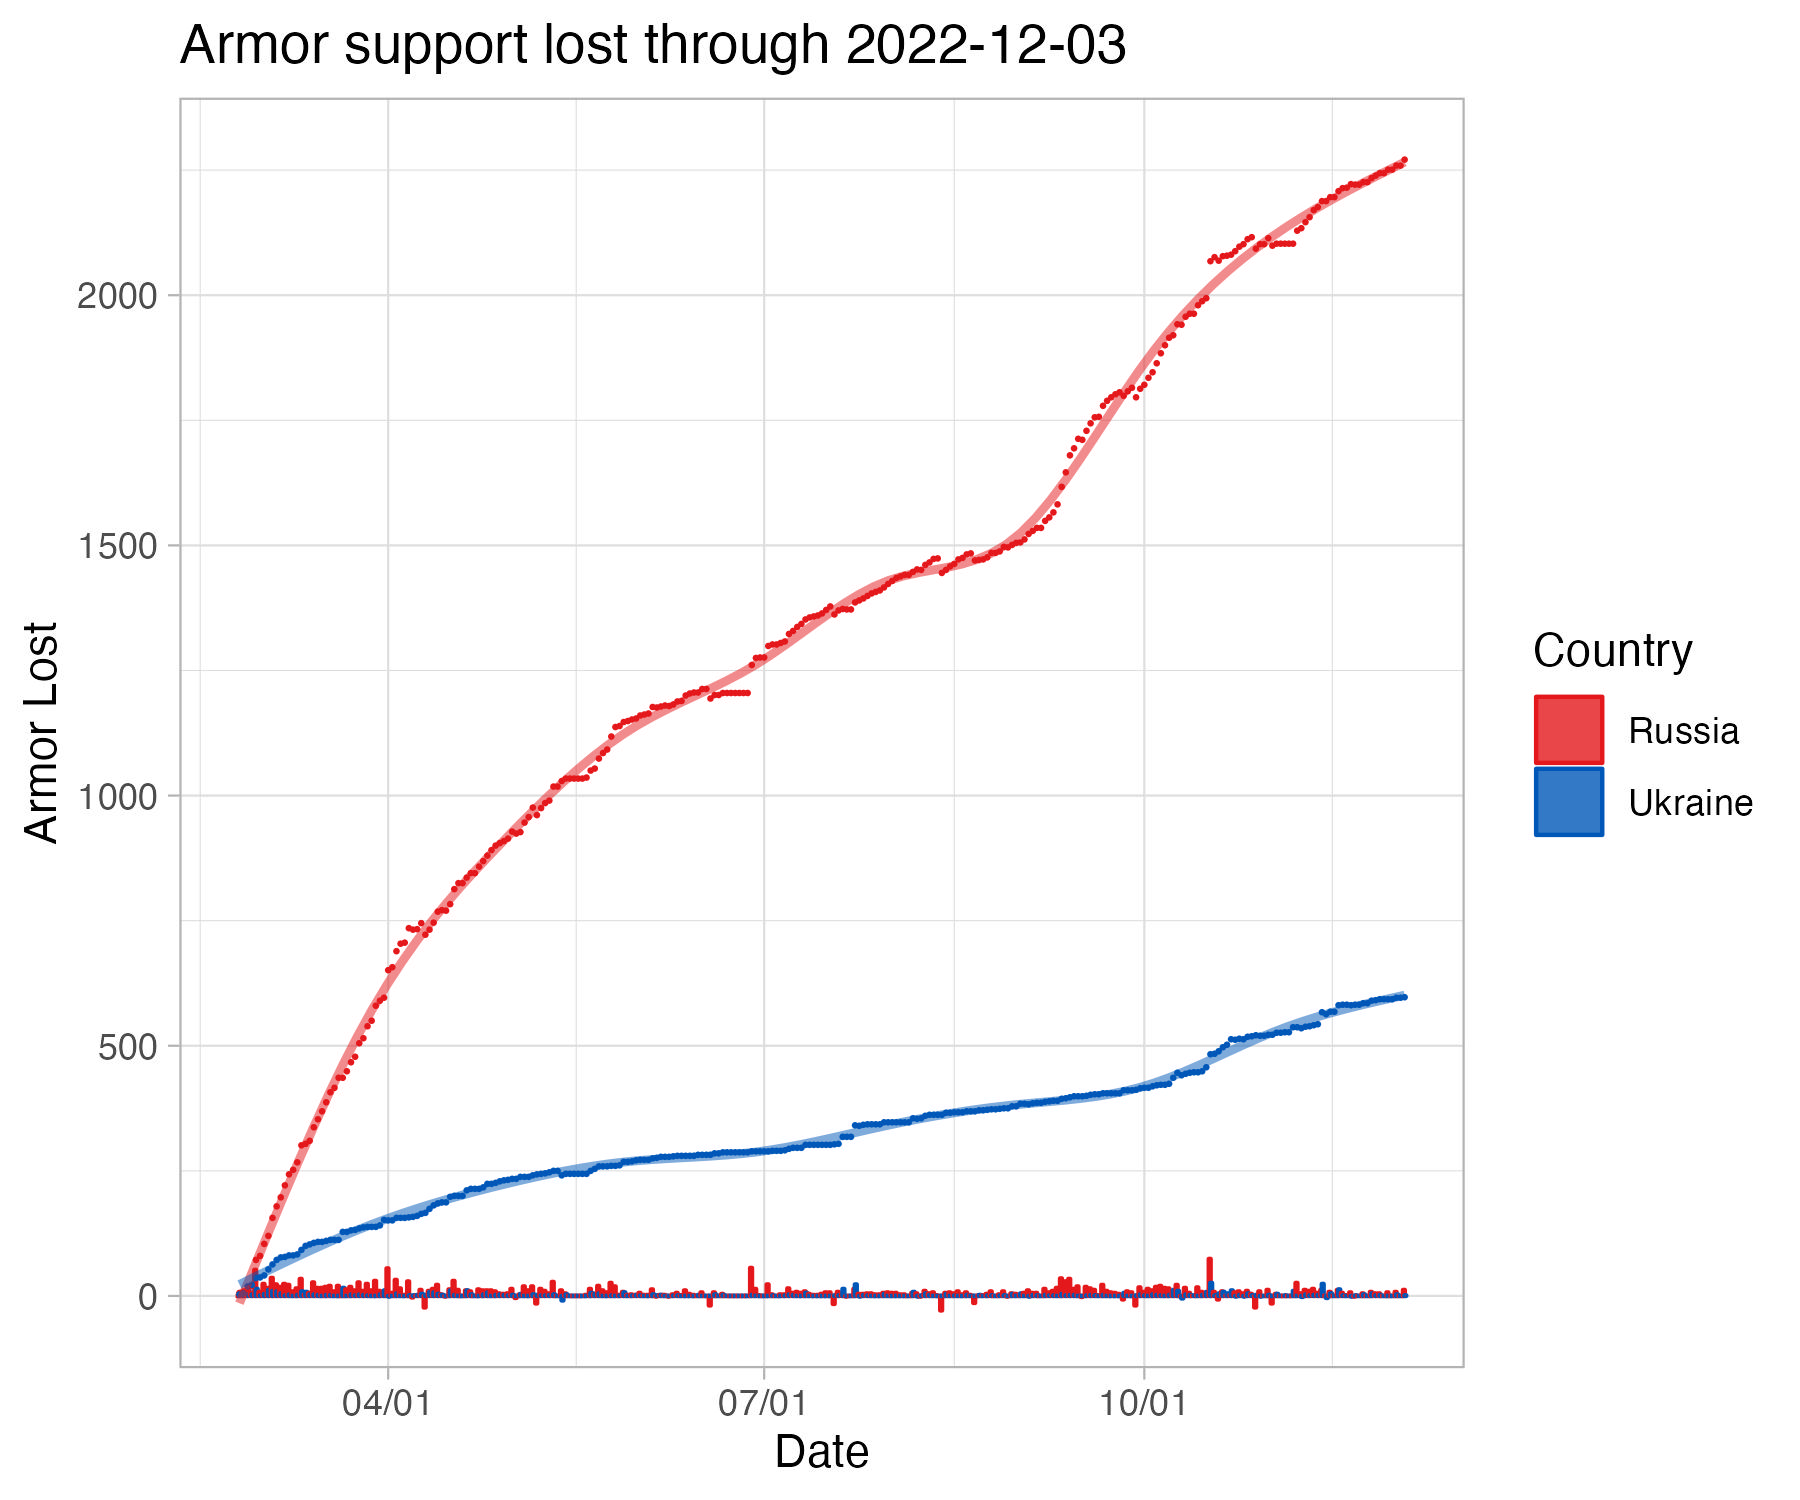 Armor support lost through 2022-12-03
Armor Lost
2000
1500
1000
500
0
04/01 07/01 10/01
Date
Country
Russia
Ukraine